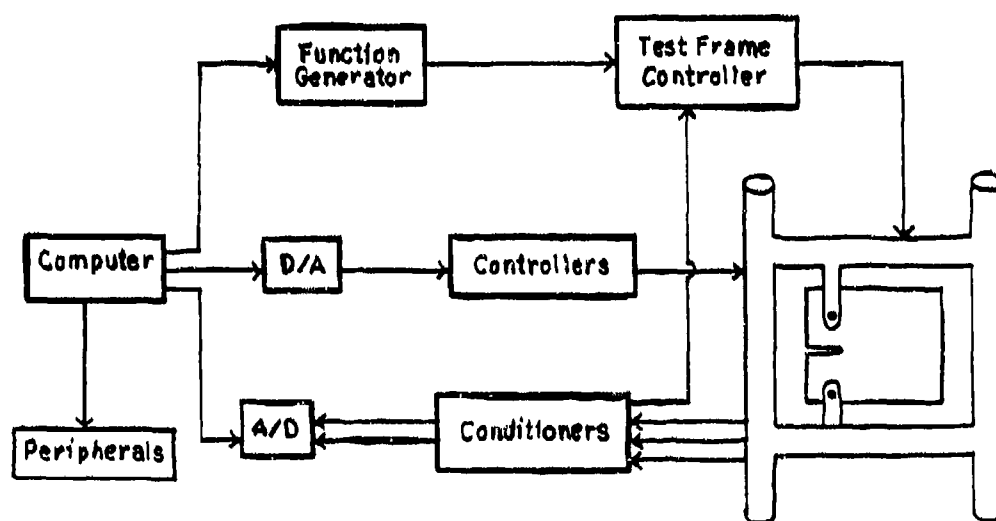 Function
Generator
Test Frame
Controller
Computer
D/A
Controllers
A/D
Conditioners
Peripherals